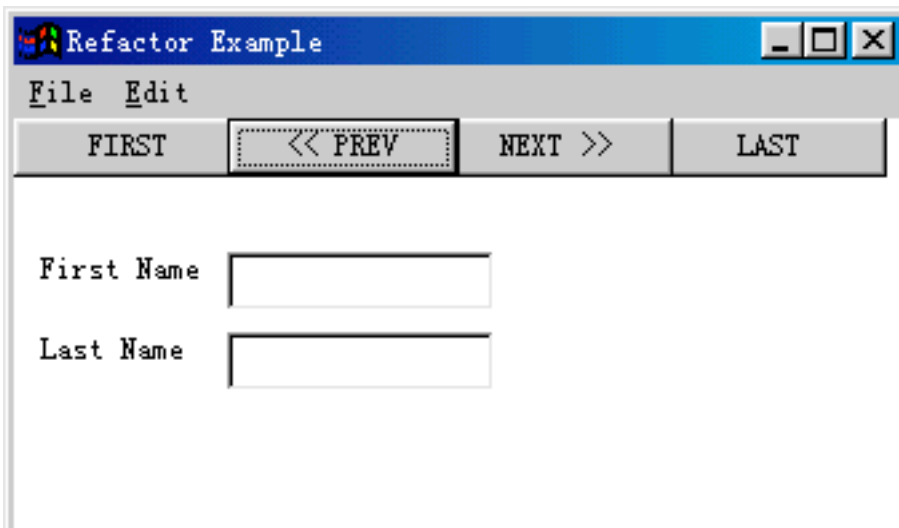 Refactor Example
File Edit
FIRST << PREV NEXT >> LAST
First Name
Last Name